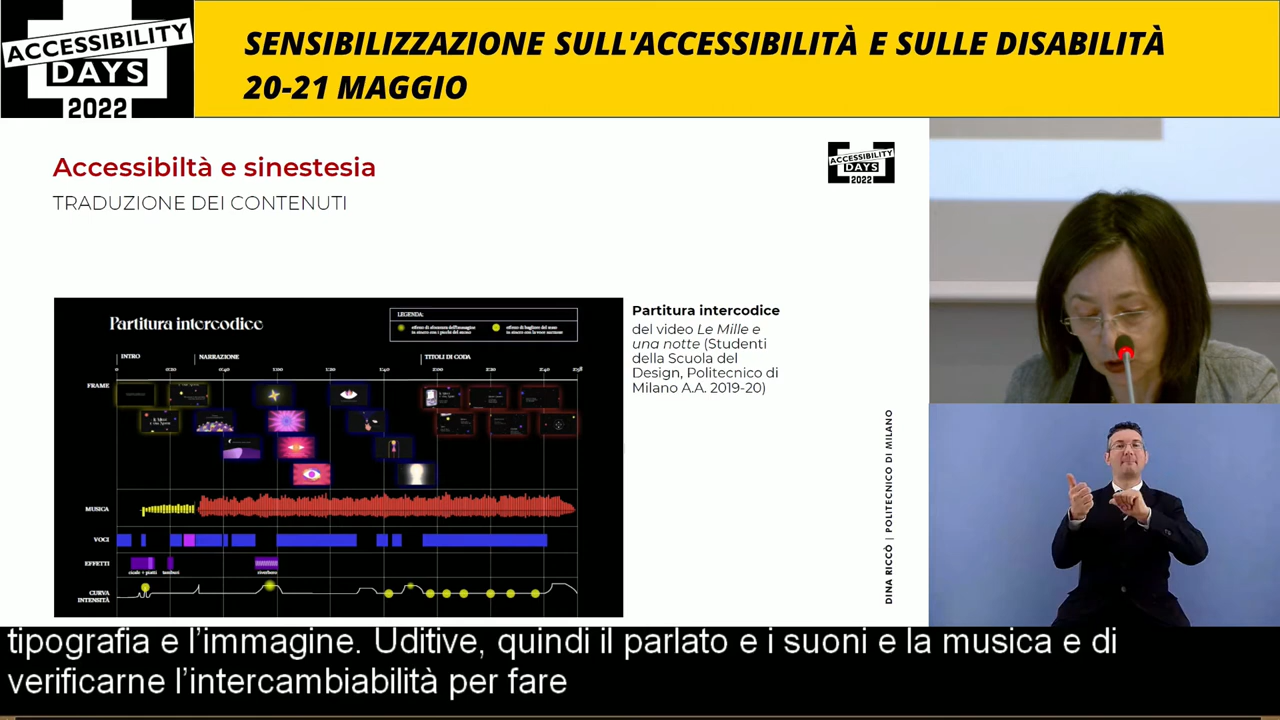 ACCESSIBILITY
DAYS
2022
SENSIBILIZZAZIONE SULL'ACCESSIBILITÀ E SULLE DISABILITÀ
20-21 MAGGIO
Accessibiltà e sinestesia
TRADUZIONE DEI CONTENUTI
ACCESSIBILITY
DAYS
2022
Partitura intercodice
LEGENDA:
INTRO
NARRAZIONE
TITOLI DI CODA
FRAME
MUSICA
VOCI
EFFETTI
CURVA
INTENSITÀ
Partitura intercodice
del video Le Mille e
una notte (Studenti
della Scuola del
Design, Politecnico di
Milano A.A. 2019-20)
DINA RICCÒ | POLITECNICO DI MILANO
tipografia e l’immagine. Uditive, quindi il parlato e i suoni e la musica e di
verificarne l’intercambiabilità per fare